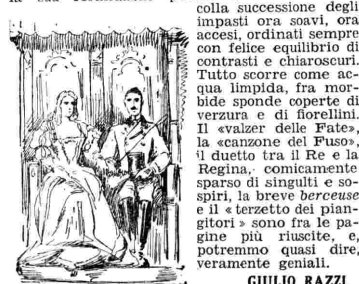 colla successione degli
impasti ora soavi, ora
accesi, ordinati sempre
con felice equilibrio di
contrasti e chiaroscuri.
Tutto scorre come ac-
qua limpida, fra mor-
bide sponde coperte di
verzura e di fiorellini.
Il «valzer delle Fate»,
la «canzone del Fuso»,
il duetto tra il Re e la
Regina, comicamente
sparso di singulti e so-
spiri, la breve berceuse
e il «terzetto dei pian-
gitori» sono fra le pa-
gine più riuscite, e,
potremmo quasi dire,
veramente geniali.
GIULIO RAZZI